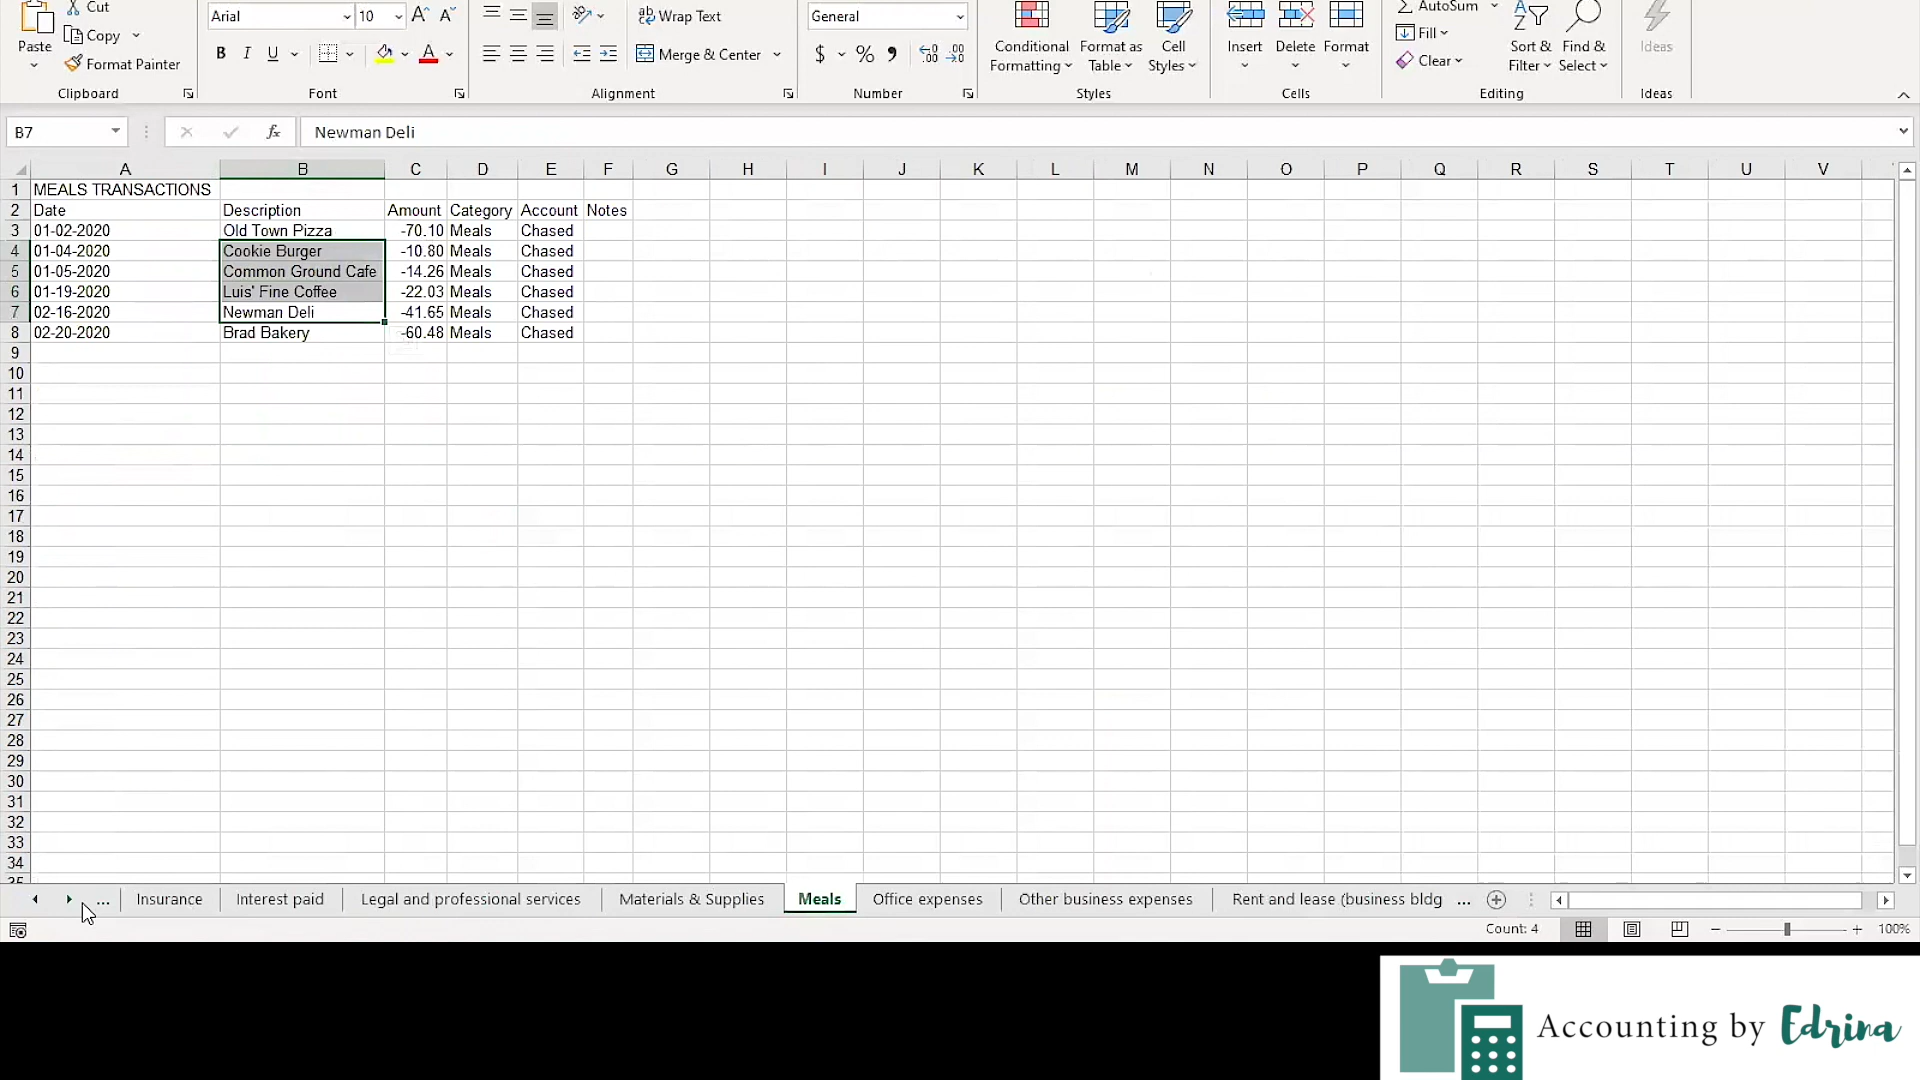 Cut
Arial 10 A^ Aˇ ab Wrap Text General AutoSum
Paste Copy Fill
Format Painter B I U A Merge & Center $ % 9 Clear
Conditional Formatting Format as Table Cell Styles Insert Delete Format Sort & Filter Find & Select Ideas
Clipboard Font Alignment Number Styles Cells Editing Ideas
B7 fx Newman Deli
A B C D E F G H I J K L M N O P Q R S T U V
1 MEALS TRANSACTIONS
2 Date Description Amount Category Account Notes
3 01-02-2020 Old Town Pizza -70.10 Meals Chased
4 01-04-2020 Cookie Burger -10.80 Meals Chased
5 01-05-2020 Common Ground Cafe -14.26 Meals Chased
6 01-19-2020 Luis' Fine Coffee -22.03 Meals Chased
7 02-16-2020 Newman Deli -41.65 Meals Chased
8 02-20-2020 Brad Bakery -60.48 Meals Chased
9
10
11
12
13
14
15
16
17
18
19
20
21
22
23
24
25
26
27
28
29
30
31
32
33
34
35
... Insurance Interest paid Legal and professional services Materials & Supplies Meals Office expenses Other business expenses Rent and lease (business bldg ...
Count: 4 100%
Accounting by Edrina